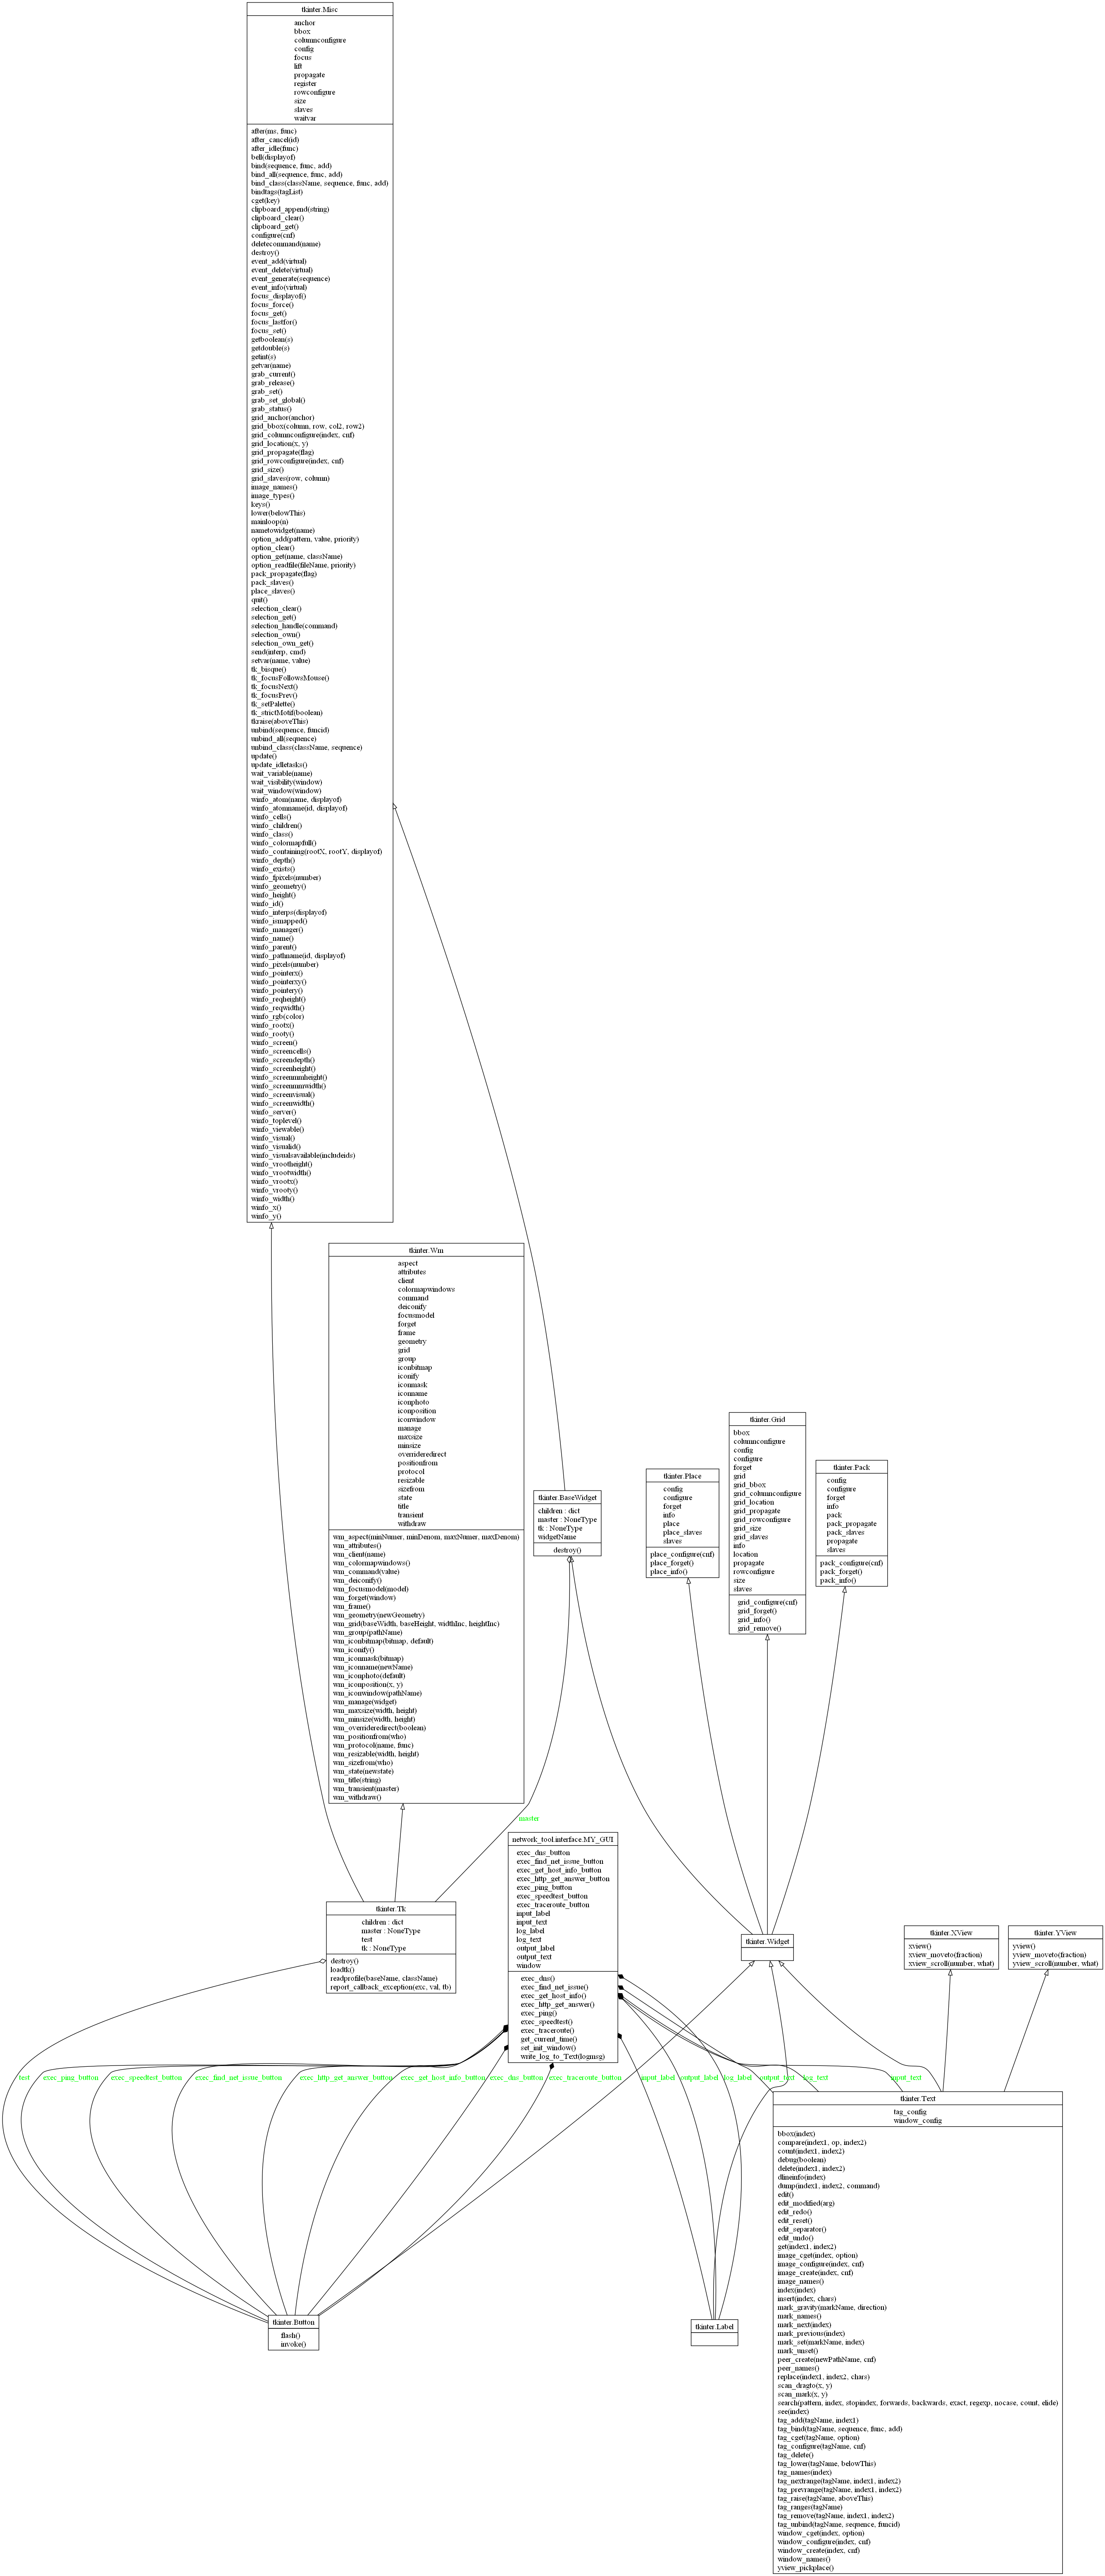 tkinter.Misc
anchor
bbox
columnconfigure
config
focus
lift
propagate
register
rowconfigure
size
slaves
waitvar
after(ms, func)
after_cancel(id)
after_idle(func)
bell(displayof)
bind(sequence, func, add)
bind_all(sequence, func, add)
bind_class(className, sequence, func, add)
bindtags(tagList)
cget(key)
clipboard_append(string)
clipboard_clear()
clipboard_get()
configure(cnf)
deletecommand(name)
destroy()
event_add(virtual)
event_delete(virtual)
event_generate(sequence)
event_info(virtual)
focus_displayof()
focus_force()
focus_get()
focus_lastfor()
focus_set()
getboolean(s)
getdouble(s)
getint(s)
getvar(name)
grab_current()
grab_release()
grab_set()
grab_set_global()
grab_status()
grid_anchor(anchor)
grid_bbox(column, row, col2, row2)
grid_columnconfigure(index, cnf)
grid_location(x, y)
grid_propagate(flag)
grid_rowconfigure(index, cnf)
grid_size()
grid_slaves(row, column)
image_names()
image_types()
keys()
lower(belowThis)
mainloop(n)
nametowidget(name)
option_add(pattern, value, priority)
option_clear()
option_get(name, className)
option_readfile(fileName, priority)
pack_propagate(flag)
pack_slaves()
place_slaves()
quit()
selection_clear()
selection_get()
selection_handle(command)
selection_own()
selection_own_get()
send(interp, cmd)
setvar(name, value)
tk_bisque()
tk_focusFollowsMouse()
tk_focusNext()
tk_focusPrev()
tk_setPalette()
tk_strictMotif(boolean)
tkraise(aboveThis)
unbind(sequence, funcid)
unbind_all(sequence)
unbind_class(className, sequence)
update()
update_idletasks()
wait_variable(name)
wait_visibility(window)
wait_window(window)
winfo_atom(name, displayof)
winfo_atomname(id, displayof)
winfo_cells()
winfo_children()
winfo_class()
winfo_colormapfull()
winfo_containing(rootX, rootY, displayof)
winfo_depth()
winfo_exists()
winfo_fpixels(number)
winfo_geometry()
winfo_height()
winfo_id()
winfo_interps(displayof)
winfo_ismapped()
winfo_manager()
winfo_name()
winfo_parent()
winfo_pathname(id, displayof)
winfo_pixels(number)
winfo_pointerx()
winfo_pointerxy()
winfo_pointery()
winfo_reqheight()
winfo_reqwidth()
winfo_rgb(color)
winfo_rootx()
winfo_rooty()
winfo_screen()
winfo_screencells()
winfo_screendepth()
winfo_screenheight()
winfo_screenmmheight()
winfo_screenmmwidth()
winfo_screenvisual()
winfo_screenwidth()
winfo_server()
winfo_toplevel()
winfo_viewable()
winfo_visual()
winfo_visualid()
winfo_visualsavailable(includeids)
winfo_vrootheight()
winfo_vrootwidth()
winfo_vrootx()
winfo_vrooty()
winfo_width()
winfo_x()
winfo_y()
tkinter.Wm
aspect
attributes
client
colormapwindows
command
deiconify
focusmodel
forget
frame
geometry
grid
group
iconbitmap
iconify
iconmask
iconname
iconphoto
iconposition
iconwindow
manage
maxsize
minsize
overrideredirect
positionfrom
protocol
resizable
sizefrom
state
title
transient
withdraw
wm_aspect(minNumer, minDenom, maxNumer, maxDenom)
wm_attributes()
wm_client(name)
wm_colormapwindows()
wm_command(value)
wm_deiconify()
wm_focusmodel(model)
wm_forget(window)
wm_frame()
wm_geometry(newGeometry)
wm_grid(baseWidth, baseHeight, widthInc, heightInc)
wm_group(pathName)
wm_iconbitmap(bitmap, default)
wm_iconify()
wm_iconmask(bitmap)
wm_iconname(newName)
wm_iconphoto(default)
wm_iconposition(x, y)
wm_iconwindow(pathName)
wm_manage(widget)
wm_maxsize(width, height)
wm_minsize(width, height)
wm_overrideredirect(boolean)
wm_positionfrom(who)
wm_protocol(name, func)
wm_resizable(width, height)
wm_sizefrom(who)
wm_state(newstate)
wm_title(string)
wm_transient(master)
wm_withdraw()
tkinter.BaseWidget
children : dict
master : NoneType
tk : NoneType
widgetName
destroy()
tkinter.Place
config
configure
forget
info
place
place_slaves
slaves
place_configure(cnf)
place_forget()
place_info()
tkinter.Grid
bbox
columnconfigure
config
configure
forget
grid
grid_bbox
grid_columnconfigure
grid_location
grid_propagate
grid_rowconfigure
grid_size
grid_slaves
info
location
propagate
rowconfigure
size
slaves
grid_configure(cnf)
grid_forget()
grid_info()
grid_remove()
tkinter.Pack
config
configure
forget
info
pack
pack_propagate
pack_slaves
propagate
slaves
pack_configure(cnf)
pack_forget()
pack_info()
master
tkinter.Tk
children : dict
master : NoneType
test
tk : NoneType
destroy()
loadtk()
readprofile(baseName, className)
report_callback_exception(exc, val, tb)
network_tool.interface.MY_GUI
exec_dns_button
exec_find_net_issue_button
exec_get_host_info_button
exec_http_get_answer_button
exec_ping_button
exec_speedtest_button
exec_traceroute_button
input_label
input_text
log_label
log_text
output_label
output_text
window
exec_dns()
exec_find_net_issue()
exec_get_host_info()
exec_http_get_answer()
exec_ping()
exec_speedtest()
exec_traceroute()
get_current_time()
set_init_window()
write_log_to_Text(logmsg)
tkinter.Widget
tkinter.XView
xview()
xview_moveto(fraction)
xview_scroll(number, what)
tkinter.YView
yview()
yview_moveto(fraction)
yview_scroll(number, what)
test
exec_ping_button
exec_speedtest_button
exec_find_net_issue_button
exec_http_get_answer_button
exec_get_host_info_button
exec_dns_button
exec_traceroute_button
input_label
output_label
log_label
output_text
log_text
input_text
tkinter.Button
flash()
invoke()
tkinter.Label
tkinter.Text
tag_config
window_config
bbox(index)
compare(index1, op, index2)
count(index1, index2)
debug(boolean)
delete(index1, index2)
dlineinfo(index)
dump(index1, index2, command)
edit()
edit_modified(arg)
edit_redo()
edit_reset()
edit_separator()
edit_undo()
get(index1, index2)
image_cget(index, option)
image_configure(index, cnf)
image_create(index, cnf)
image_names()
index(index)
insert(index, chars)
mark_gravity(markName, direction)
mark_names()
mark_next(index)
mark_previous(index)
mark_set(markName, index)
mark_unset()
peer_create(newPathName, cnf)
peer_names()
replace(index1, index2, chars)
scan_dragto(x, y)
scan_mark(x, y)
search(pattern, index, stopindex, forwards, backwards, exact, regexp, nocase, count, elide)
see(index)
tag_add(tagName, index1)
tag_bind(tagName, sequence, func, add)
tag_cget(tagName, option)
tag_configure(tagName, cnf)
tag_delete()
tag_lower(tagName, belowThis)
tag_names(index)
tag_nextrange(tagName, index1, index2)
tag_prevrange(tagName, index1, index2)
tag_raise(tagName, aboveThis)
tag_ranges(tagName)
tag_remove(tagName, index1, index2)
tag_unbind(tagName, sequence, funcid)
window_cget(index, option)
window_configure(index, cnf)
window_create(index, cnf)
window_names()
yview_pickplace()